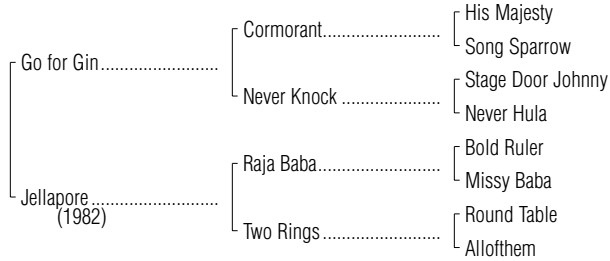 His Majesty
Cormorant..........................
Song Sparrow
Go for Gin..........................
Stage Door Johnny
Never Knock ......................
Never Hula
Bold Ruler
Raja Baba...........................
Missy Baba
Jellapore ............................
(1982)
Round Table
Two Rings..........................
Allofthem